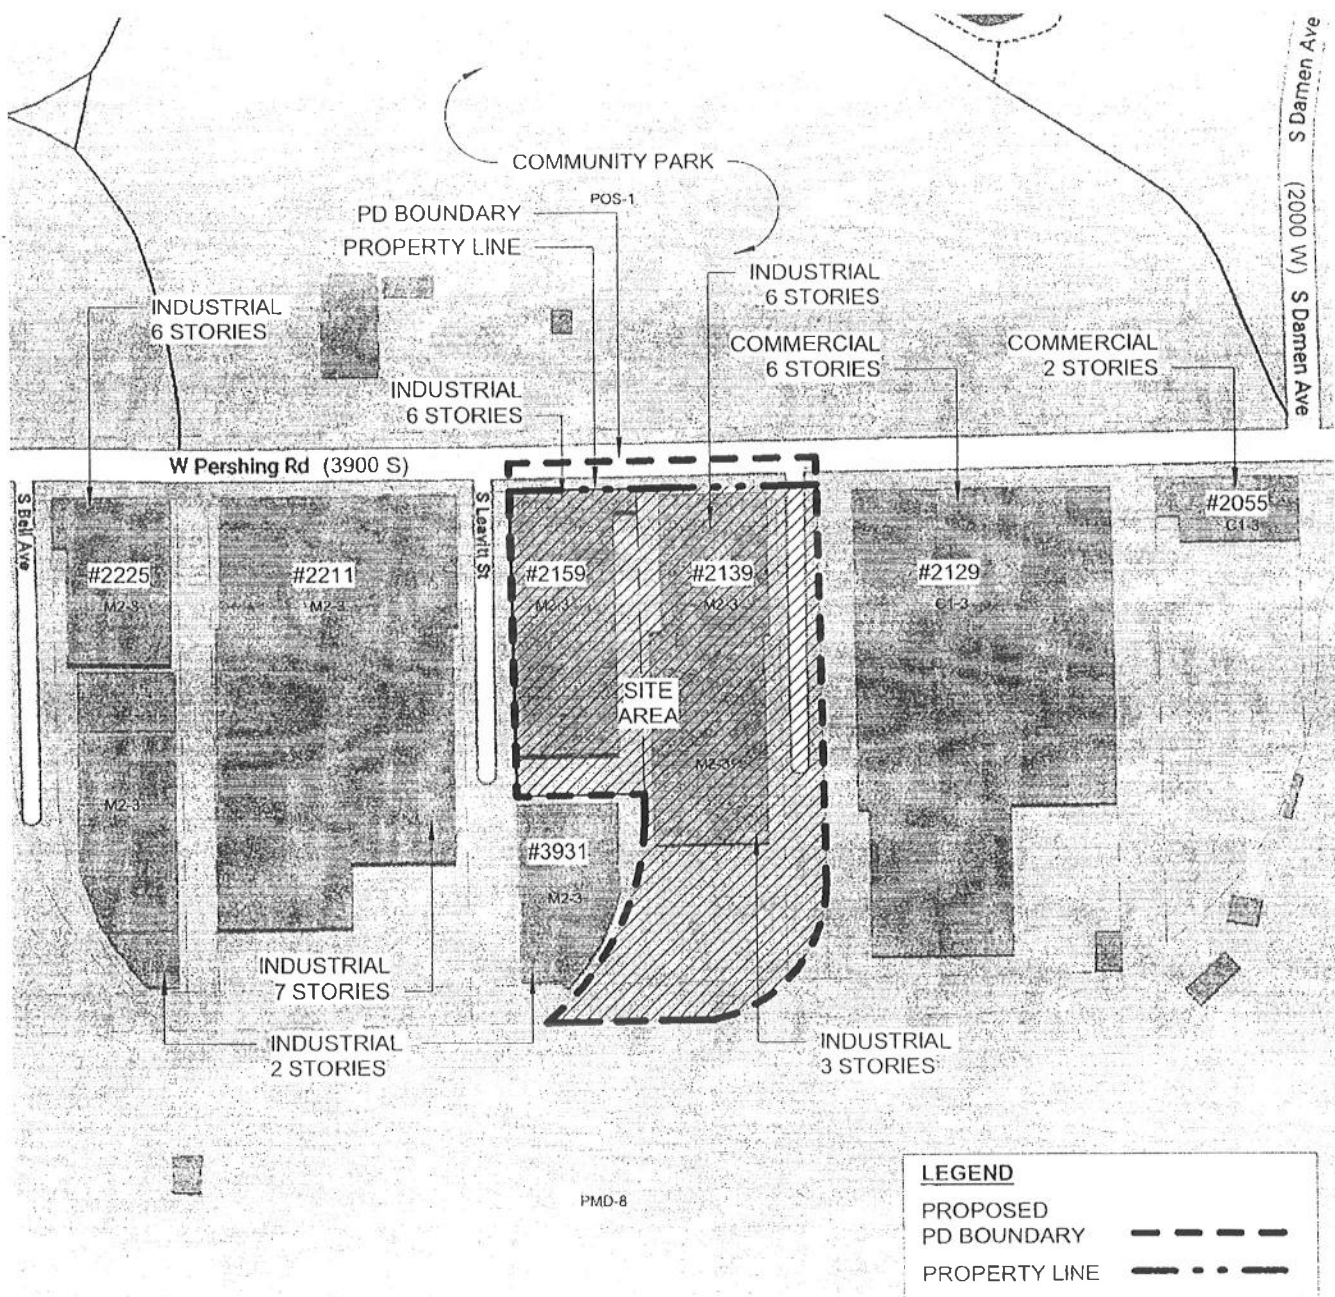 S Damen Ave
(2000 W)
S Damen Ave
COMMUNITY PARK
POS-1
PD BOUNDARY
PROPERTY LINE
INDUSTRIAL
6 STORIES
INDUSTRIAL
6 STORIES
COMMERCIAL
6 STORIES
COMMERCIAL
2 STORIES
INDUSTRIAL
6 STORIES
W Pershing Rd (3900 S)
S Bell Ave
S Leavitt St
#2225
M2-3
#2211
M2-3
#2159
M2-3
#2139
M2-3
#2129
C1-3
#2055
C1-3
SITE
AREA
M2-3
M2-3
#3931
M2-3
INDUSTRIAL
7 STORIES
INDUSTRIAL
2 STORIES
INDUSTRIAL
3 STORIES
PMD-8
LEGEND
PROPOSED
PD BOUNDARY
PROPERTY LINE